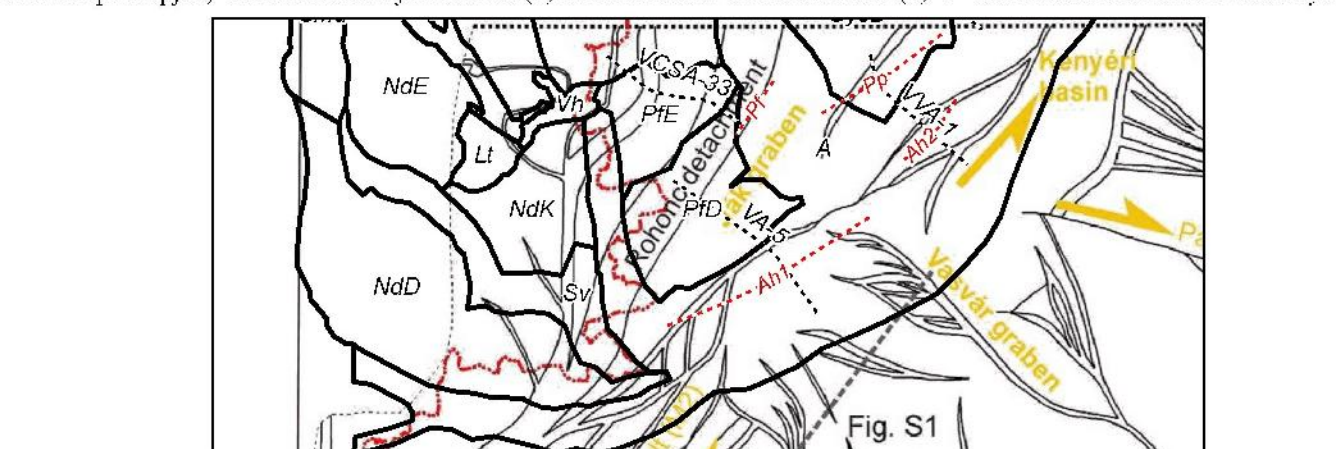 Kenyéri
basin
NdE
VCSA-33
Vh
PfE
Pf
Pp
VVA-1
Ah2
Lt
A
Rohonc detachment
graben
NdK
PfD
VA-5
NdD
Sv
Ah1
Vasvár graben
Fig. S1
(M2)